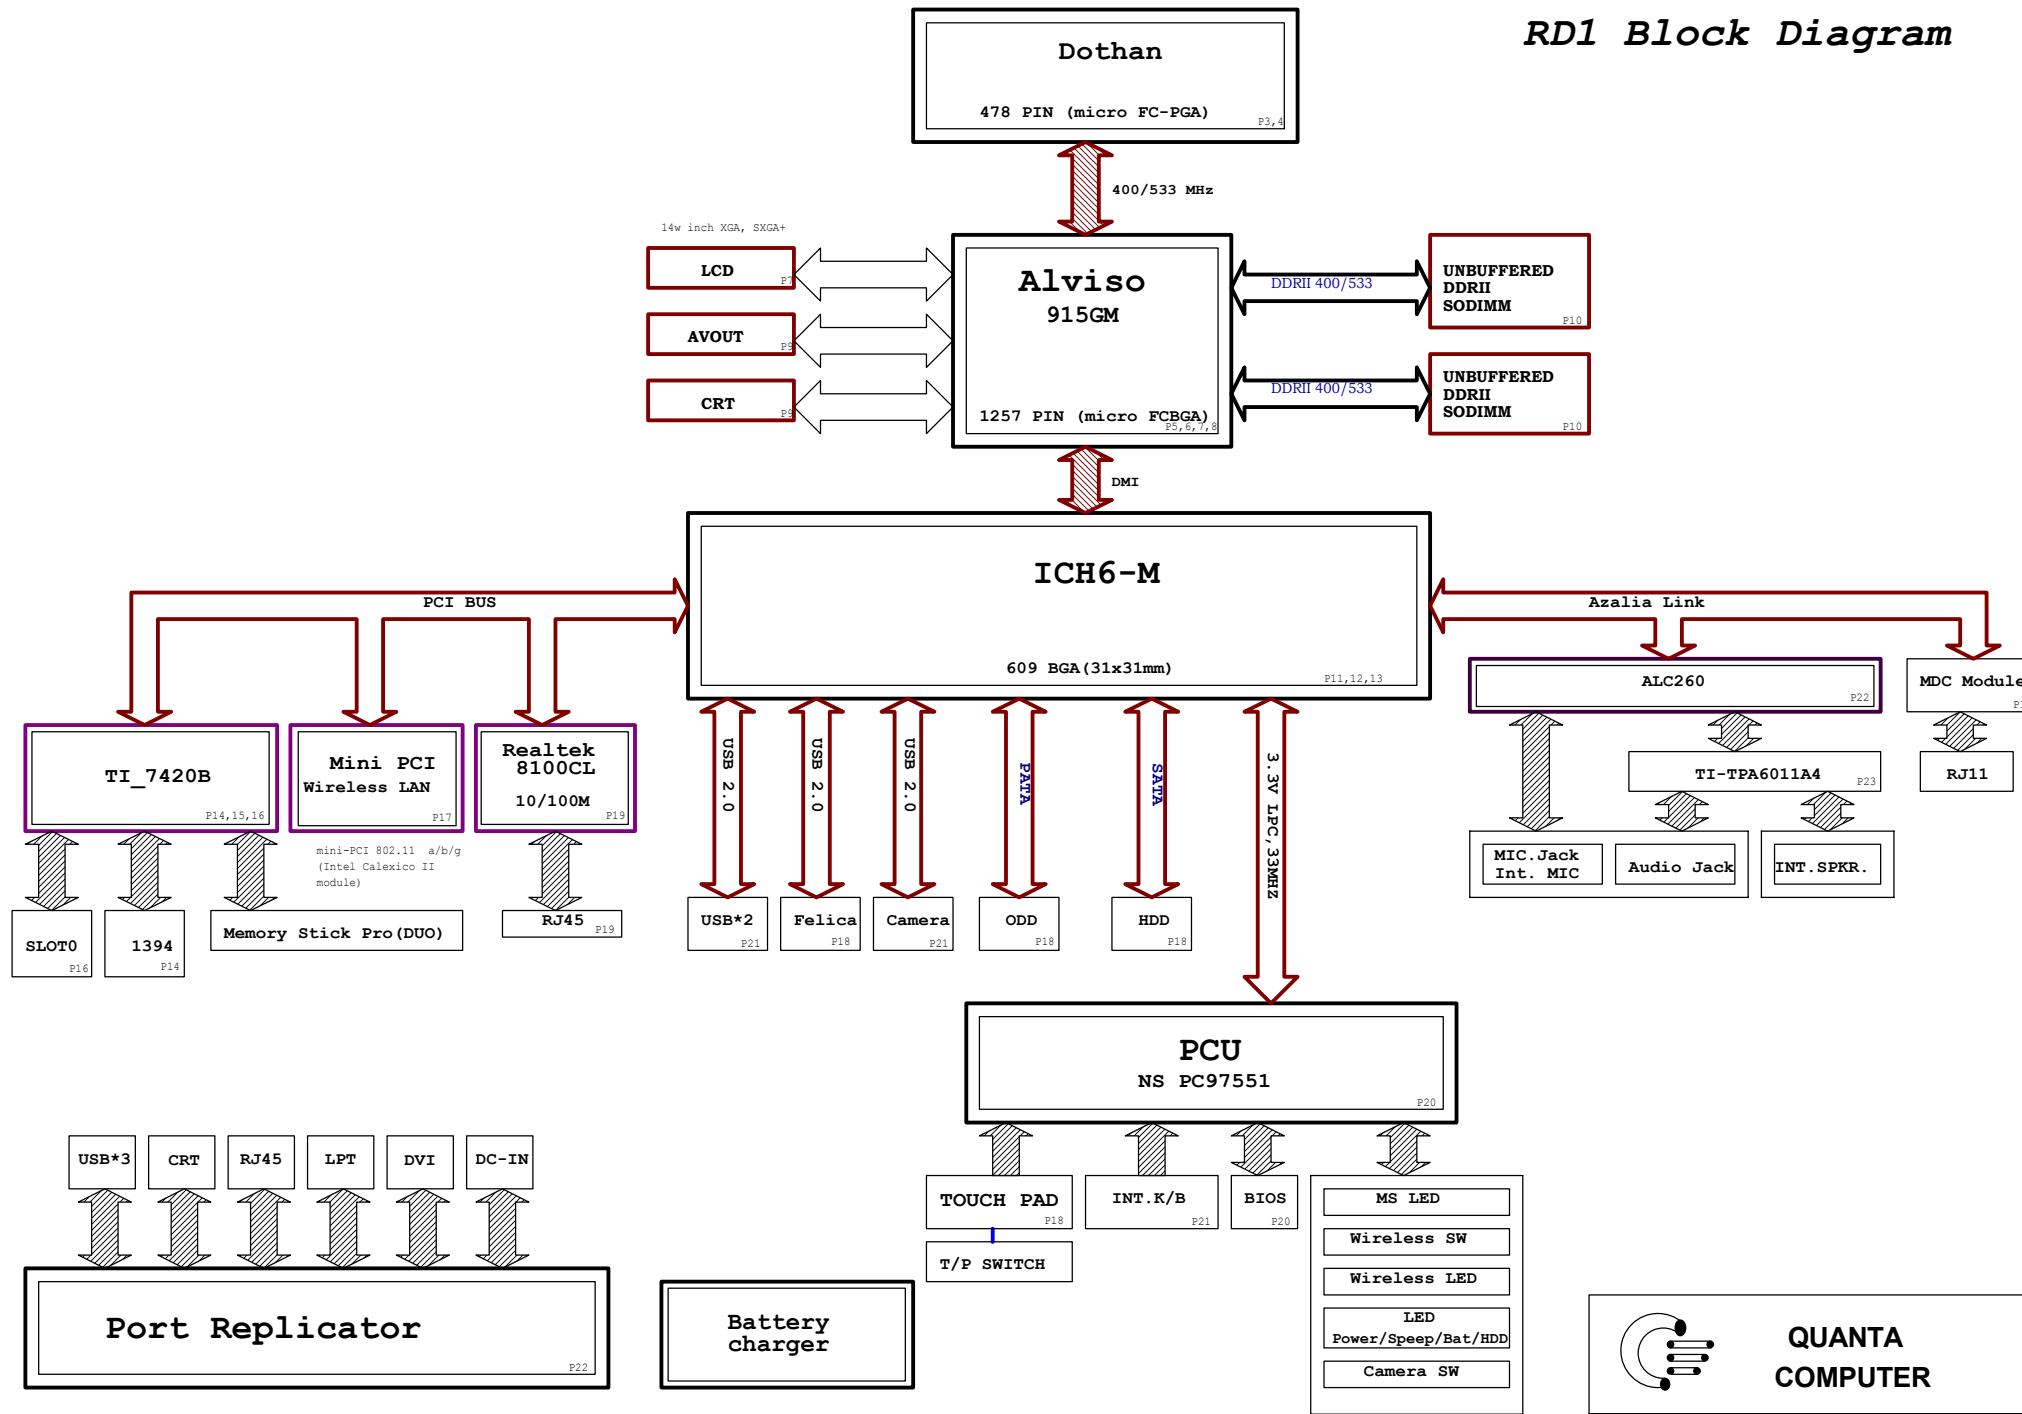 RD1 Block Diagram
Dothan
478 PIN (micro FC-PGA)
P3,4
400/533 MHz
14w inch XGA, SXGA+
LCD
P7
AVOUT
P9
CRT
P9
Alviso
915GM
1257 PIN (micro FCBGA)
P5,6,7,8
DDRII 400/533
UNBUFFERED
DDRII
SODIMM
P10
DDRII 400/533
UNBUFFERED
DDRII
SODIMM
P10
DMI
ICH6-M
609 BGA(31x31mm)
P11,12,13
PCI BUS
Azalia Link
TI_7420B
P14,15,16
Mini PCI
Wireless LAN
P17
Realtek
8100CL
10/100M
P19
mini-PCI 802.11 a/b/g
(Intel Calexico II
module)
SLOT0
P16
1394
P14
Memory Stick Pro(DUO)
RJ45
P19
USB 2.0
USB 2.0
USB 2.0
PATA
SATA
3.3V LPC,33MHZ
USB*2
P21
Felica
P18
Camera
P21
ODD
P18
HDD
P18
ALC260
P22
MDC Module
TI-TPA6011A4
P23
RJ11
MIC.Jack
Int. MIC
Audio Jack
INT.SPKR.
PCU
NS PC97551
P20
TOUCH PAD
P18
T/P SWITCH
INT.K/B
P21
BIOS
P20
MS LED
Wireless SW
Wireless LED
LED
Power/Speep/Bat/HDD
Camera SW
USB*3
CRT
RJ45
LPT
DVI
DC-IN
Port Replicator
P22
Battery
charger
QUANTA
COMPUTER